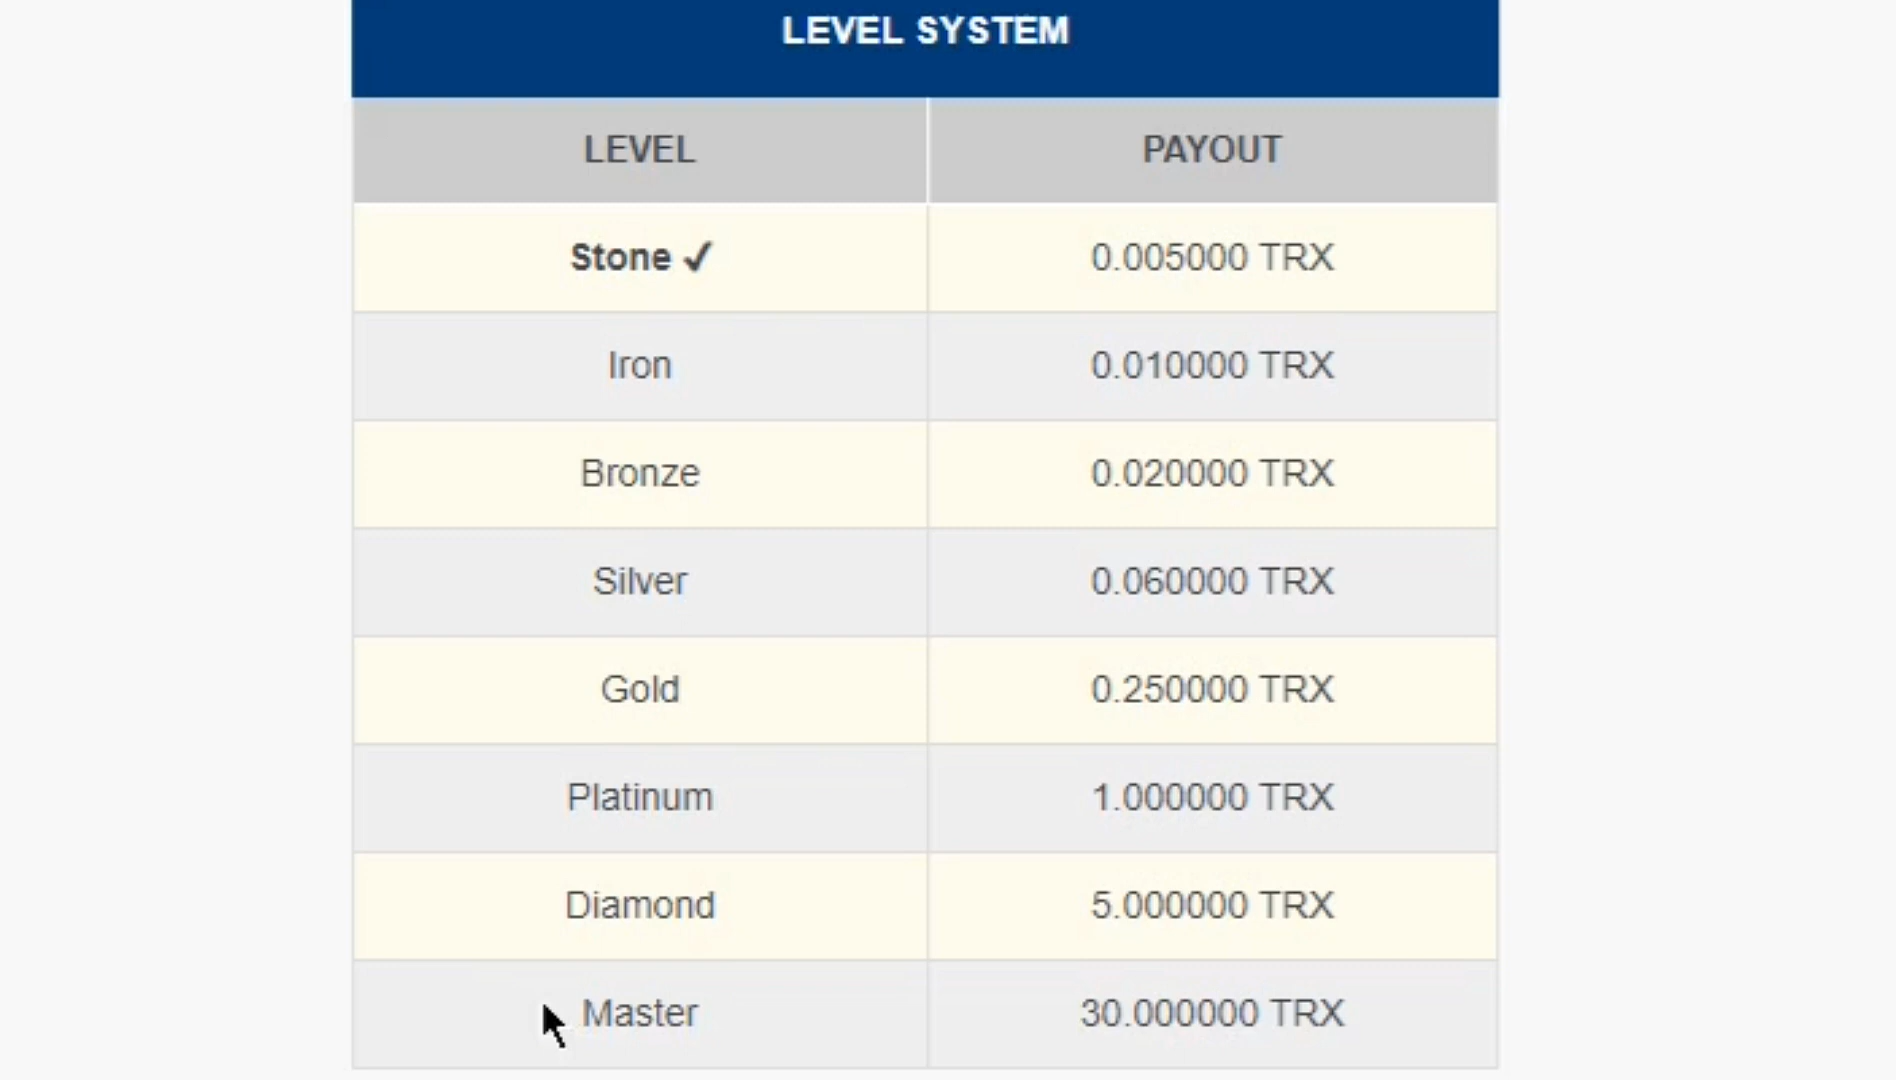 LEVEL SYSTEM
LEVEL PAYOUT
Stone ✓ 0.005000 TRX
Iron 0.010000 TRX
Bronze 0.020000 TRX
Silver 0.060000 TRX
Gold 0.250000 TRX
Platinum 1.000000 TRX
Diamond 5.000000 TRX
Master 30.000000 TRX